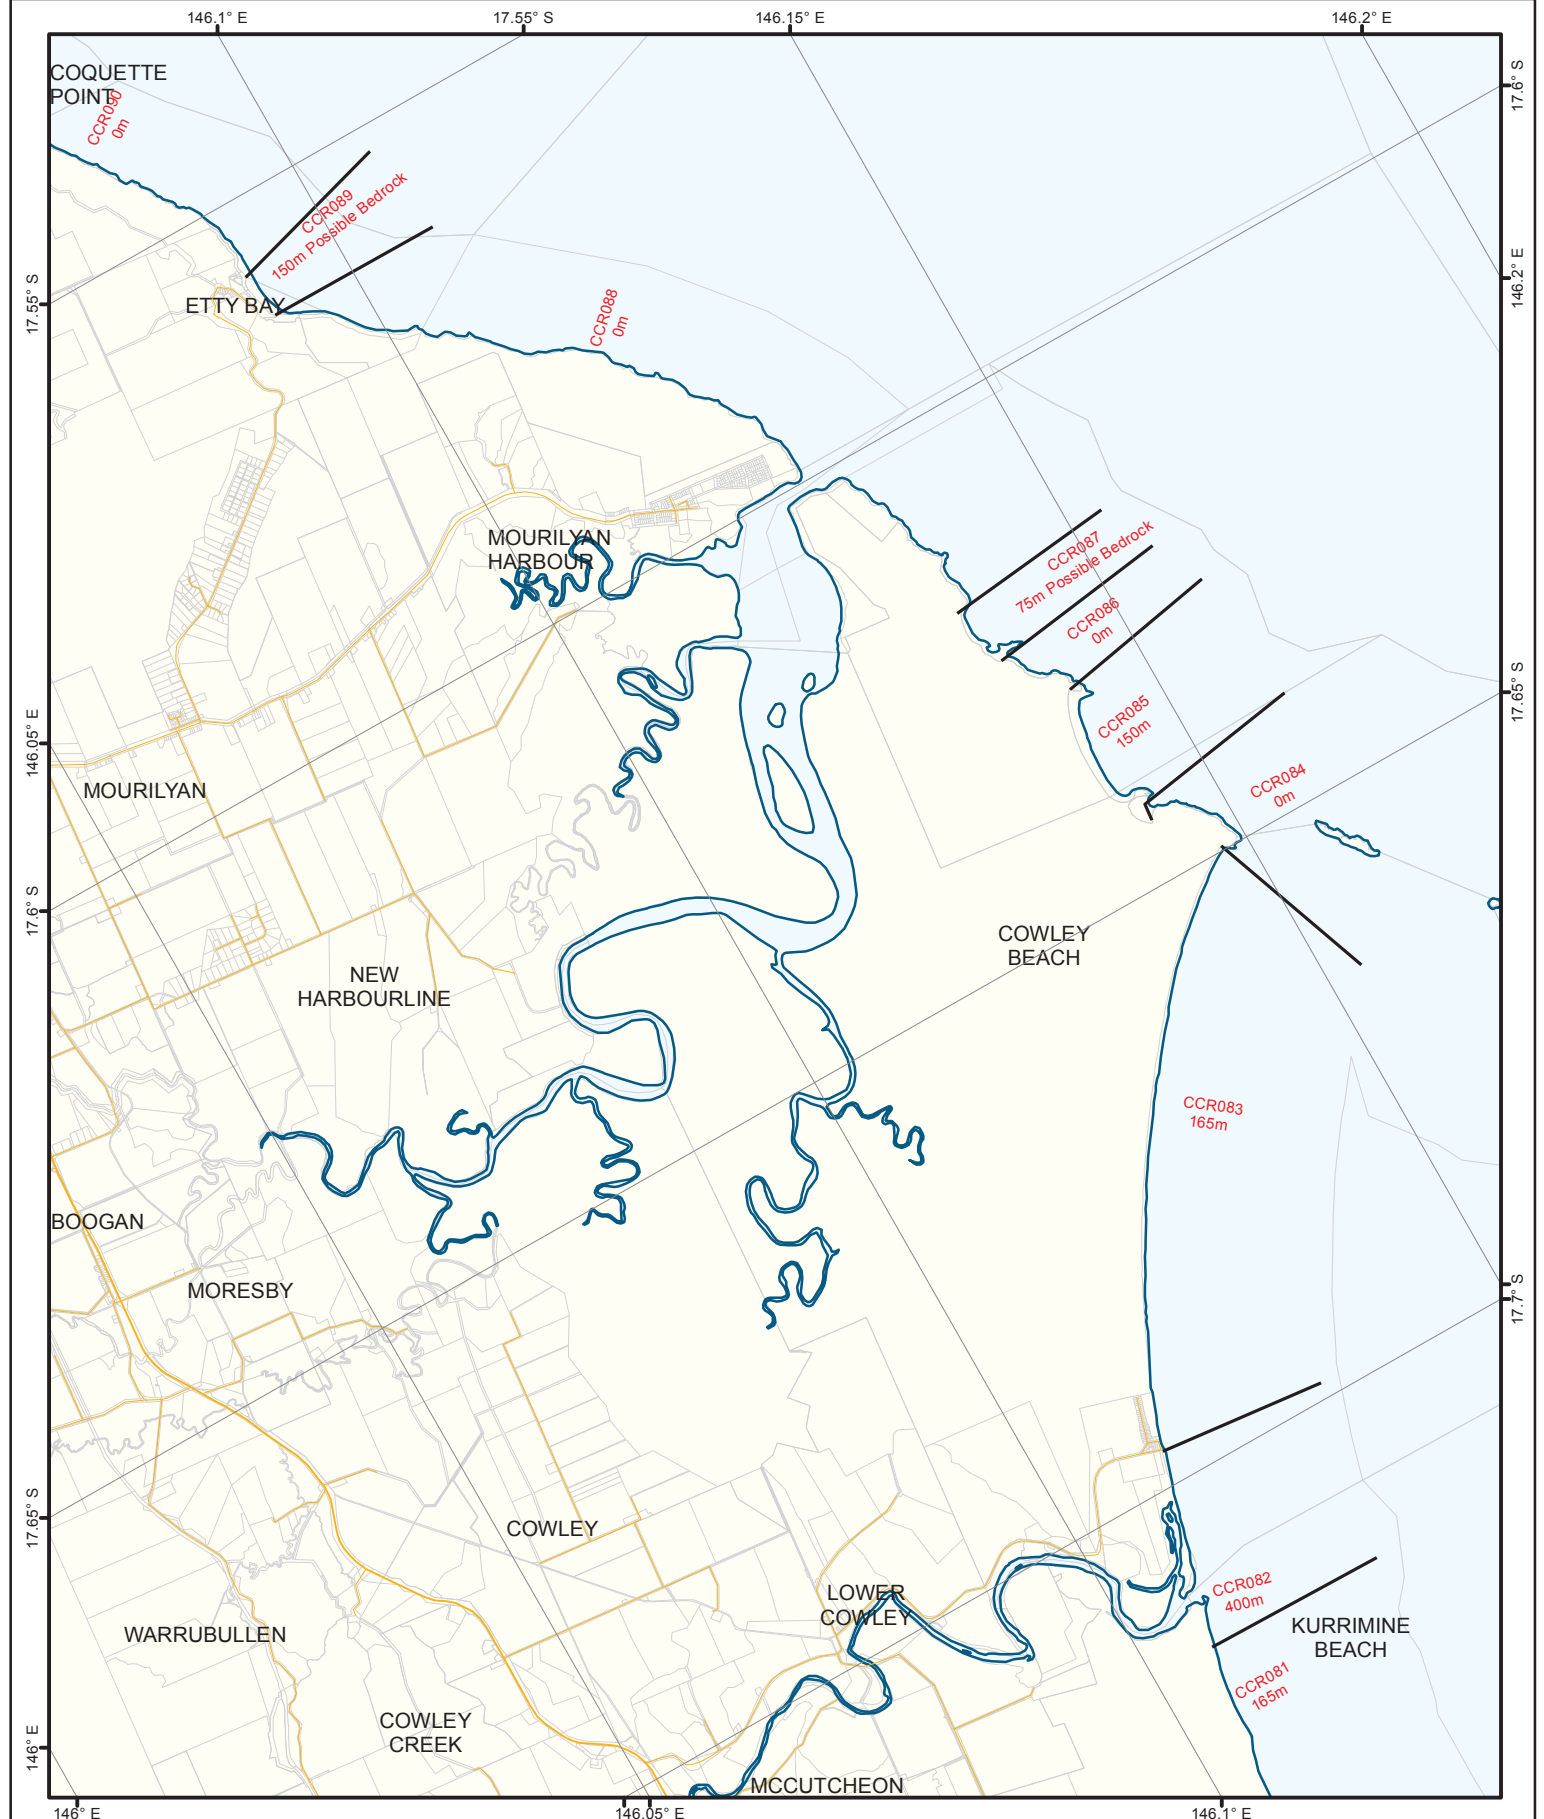 146.1° E
17.55° S
146.15° E
146.2° E
COQUETTE
POINT
CCR090
0m
17.6° S
CCR089
150m Possible Bedrock
146.2° E
17.55° S
ETTY BAY
CCR088
0m
MOURILYAN
HARBOUR
CCR087
75m Possible Bedrock
CCR086
0m
17.65° S
CCR085
150m
146.05° E
CCR084
0m
MOURILYAN
17.6° S
COWLEY
BEACH
NEW
HARBOURLINE
CCR083
165m
BOOGAN
MORESBY
17.7° S
17.65° S
COWLEY
LOWER
COWLEY
CCR082
400m
KURRIMINE
BEACH
WARRUBULLEN
CCR081
165m
COWLEY
CREEK
146° E
MCCUTCHEON
146° E
146.05° E
146.1° E